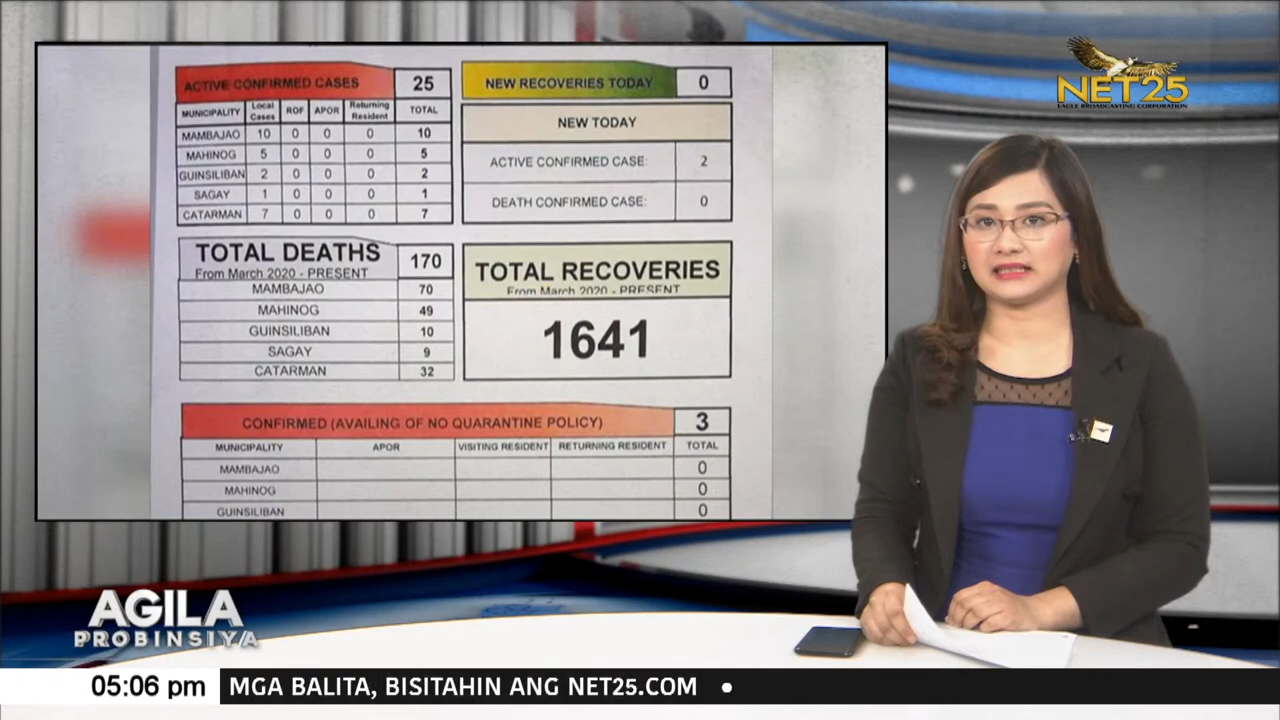 ACTIVE CONFIRMED CASES 25
MUNICIPALITY Local Cases ROF APOR Returning Resident TOTAL
MAMBAJAO 10 0 0 0 10
MAHINOG 5 0 0 0 5
GUINSILIBAN 2 0 0 0 2
SAGAY 1 0 0 0 1
CATARMAN 7 0 0 0 7
NEW RECOVERIES TODAY 0
NEW TODAY
ACTIVE CONFIRMED CASE: 2
DEATH CONFIRMED CASE: 0
TOTAL DEATHS 170
From March 2020 - PRESENT
MAMBAJAO 70
MAHINOG 49
GUINSILIBAN 10
SAGAY 9
CATARMAN 32
TOTAL RECOVERIES
From March 2020 - PRESENT
1641
CONFIRMED (AVAILING OF NO QUARANTINE POLICY) 3
MUNICIPALITY APOR VISITING RESIDENT RETURNING RESIDENT TOTAL
MAMBAJAO 0
MAHINOG 0
GUINSILIBAN 0
NET25
EAGLE BROADCASTING CORPORATION
AGILA
PROBINSIYA
05:06 pm MGA BALITA, BISITAHIN ANG NET25.COM •